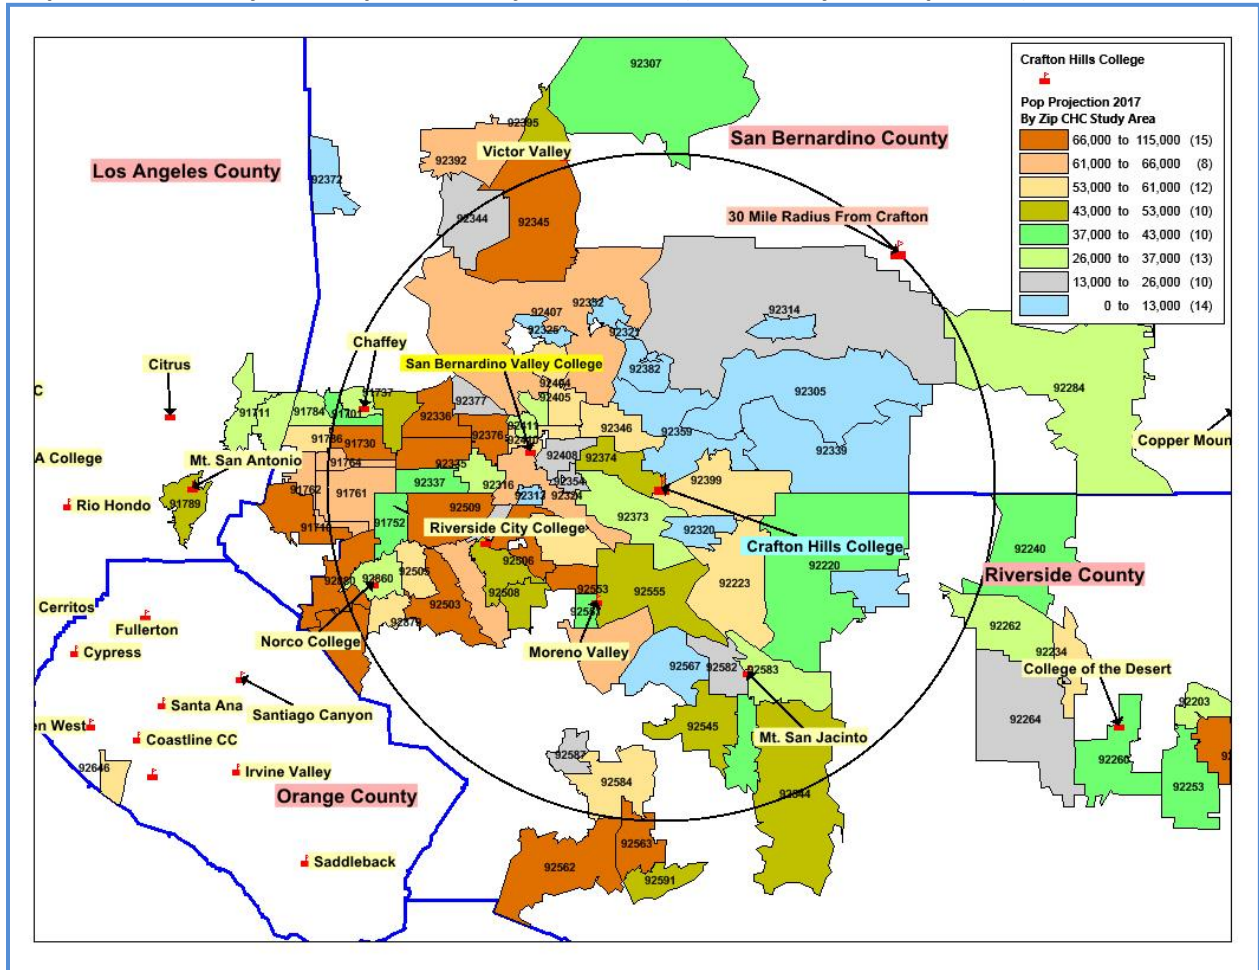 92307
Crafton Hills College
Pop Projection 2017
By Zip CHC Study Area
66,000 to 115,000 (15)
61,000 to 66,000 (8)
53,000 to 61,000 (12)
43,000 to 53,000 (10)
37,000 to 43,000 (10)
26,000 to 37,000 (13)
13,000 to 26,000 (10)
0 to 13,000 (14)
92395
San Bernardino County
Victor Valley
92392
Los Angeles County
92372
92344
92345
30 Mile Radius From Crafton
92407
92314
92382
Chaffey
San Bernardino Valley College
Citrus
92305
92284
C
91737
92404
92405
92377
91711
91784
91701
92336
92411
92376
92346
92359
92339
Copper Moun
91786
91730
92410
92408
92374
A College
Mt. San Antonio
91764
92316
92354
92399
91789
91762
91761
92337
92324
Rio Hondo
92509
92373
91752
Riverside City College
92320
Crafton Hills College
92240
92506
92220
Riverside County
92860
92505
92553
92555
92223
Cerritos
92503
92508
92262
Fullerton
92879
Norco College
Moreno Valley
92234
Cypress
92567
92582
92583
College of the Desert
Santa Ana
Santiago Canyon
92264
92203
en West
92545
Mt. San Jacinto
Coastline CC
92587
92260
92646
Irvine Valley
92584
92253
Orange County
92544
92563
Saddleback
92562
92591